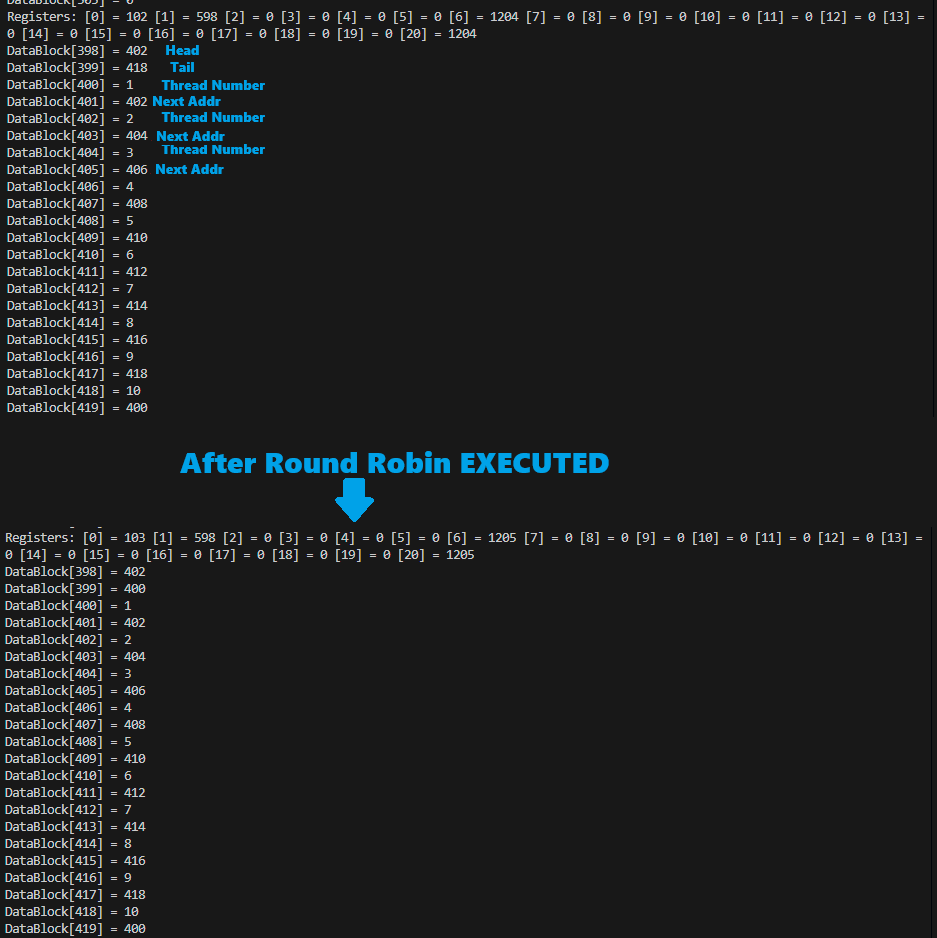 Registers: [0] = 102 [1] = 598 [2] = 0 [3] = 0 [4] = 0 [5] = 0 [6] = 1204 [7] = 0 [8] = 0 [9] = 0 [10] = 0 [11] = 0 [12] = 0 [13] =
0 [14] = 0 [15] = 0 [16] = 0 [17] = 0 [18] = 0 [19] = 0 [20] = 1204
DataBlock[398] = 402 Head
DataBlock[399] = 418 Tail
DataBlock[400] = 1 Thread Number
DataBlock[401] = 402 Next Addr
DataBlock[402] = 2 Thread Number
DataBlock[403] = 404 Next Addr
DataBlock[404] = 3 Thread Number
DataBlock[405] = 406 Next Addr
DataBlock[406] = 4
DataBlock[407] = 408
DataBlock[408] = 5
DataBlock[409] = 410
DataBlock[410] = 6
DataBlock[411] = 412
DataBlock[412] = 7
DataBlock[413] = 414
DataBlock[414] = 8
DataBlock[415] = 416
DataBlock[416] = 9
DataBlock[417] = 418
DataBlock[418] = 10
DataBlock[419] = 400
After Round Robin EXECUTED
Registers: [0] = 103 [1] = 598 [2] = 0 [3] = 0 [4] = 0 [5] = 0 [6] = 1205 [7] = 0 [8] = 0 [9] = 0 [10] = 0 [11] = 0 [12] = 0 [13] =
0 [14] = 0 [15] = 0 [16] = 0 [17] = 0 [18] = 0 [19] = 0 [20] = 1205
DataBlock[398] = 402
DataBlock[399] = 400
DataBlock[400] = 1
DataBlock[401] = 402
DataBlock[402] = 2
DataBlock[403] = 404
DataBlock[404] = 3
DataBlock[405] = 406
DataBlock[406] = 4
DataBlock[407] = 408
DataBlock[408] = 5
DataBlock[409] = 410
DataBlock[410] = 6
DataBlock[411] = 412
DataBlock[412] = 7
DataBlock[413] = 414
DataBlock[414] = 8
DataBlock[415] = 416
DataBlock[416] = 9
DataBlock[417] = 418
DataBlock[418] = 10
DataBlock[419] = 400